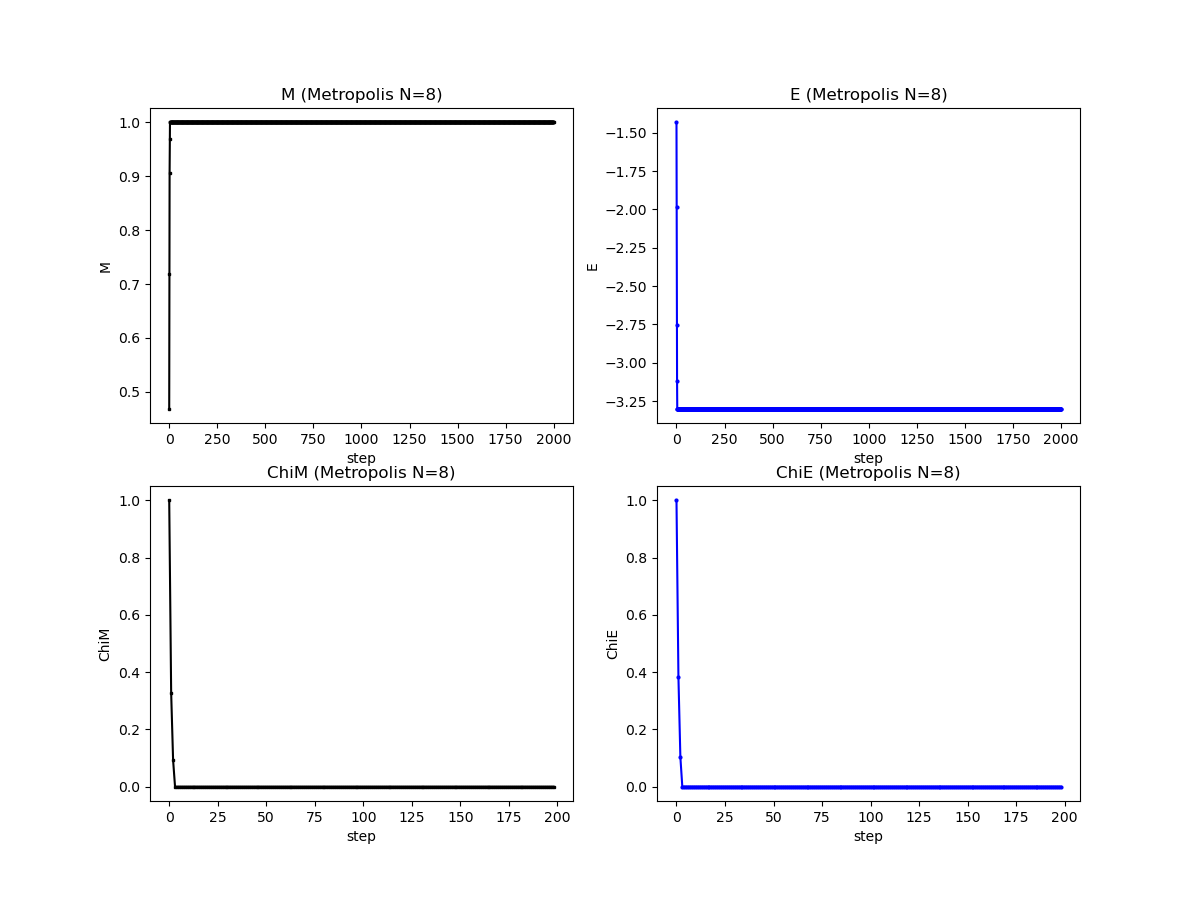 M (Metropolis N=8)
1.0
0.9
0.8
0.7
0.6
0.5
M
0 250 500 750 1000 1250 1500 1750 2000
step
E (Metropolis N=8)
−1.50
−1.75
−2.00
−2.25
−2.50
−2.75
−3.00
−3.25
E
0 250 500 750 1000 1250 1500 1750 2000
step
ChiM (Metropolis N=8)
1.0
0.8
0.6
0.4
0.2
0.0
ChiM
0 25 50 75 100 125 150 175 200
step
ChiE (Metropolis N=8)
1.0
0.8
0.6
0.4
0.2
0.0
ChiE
0 25 50 75 100 125 150 175 200
step